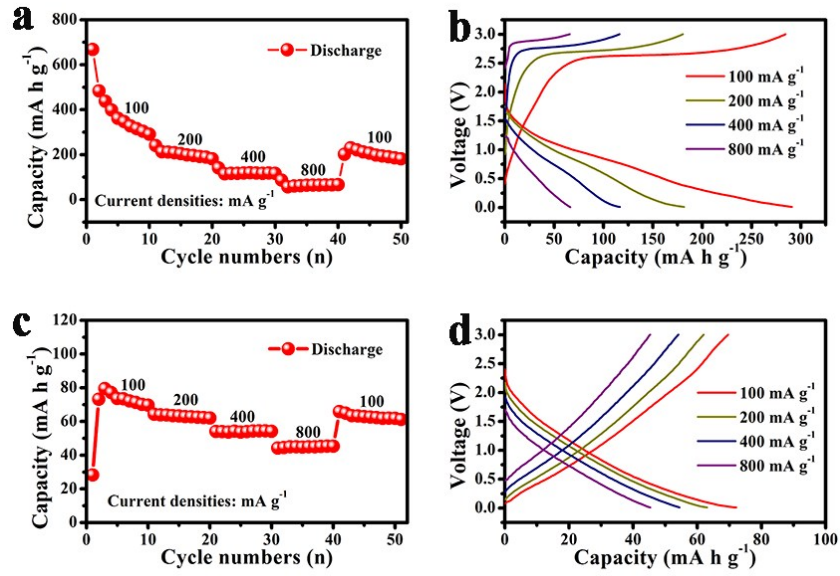 a
Capacity (mA h g⁻¹)
800
600
400
200
0
Discharge
100
200
400
800
100
Current densities: mA g⁻¹
0 10 20 30 40 50
Cycle numbers (n)
b
Voltage (V)
3.0
2.5
2.0
1.5
1.0
0.5
0.0
100 mA g⁻¹
200 mA g⁻¹
400 mA g⁻¹
800 mA g⁻¹
0 50 100 150 200 250 300
Capacity (mA h g⁻¹)
c
Capacity (mA h g⁻¹)
120
100
80
60
40
20
0
Discharge
100
200
400
800
100
Current densities: mA g⁻¹
0 10 20 30 40 50
Cycle numbers (n)
d
Voltage (V)
3.0
2.5
2.0
1.5
1.0
0.5
0.0
100 mA g⁻¹
200 mA g⁻¹
400 mA g⁻¹
800 mA g⁻¹
0 20 40 60 80 100
Capacity (mA h g⁻¹)